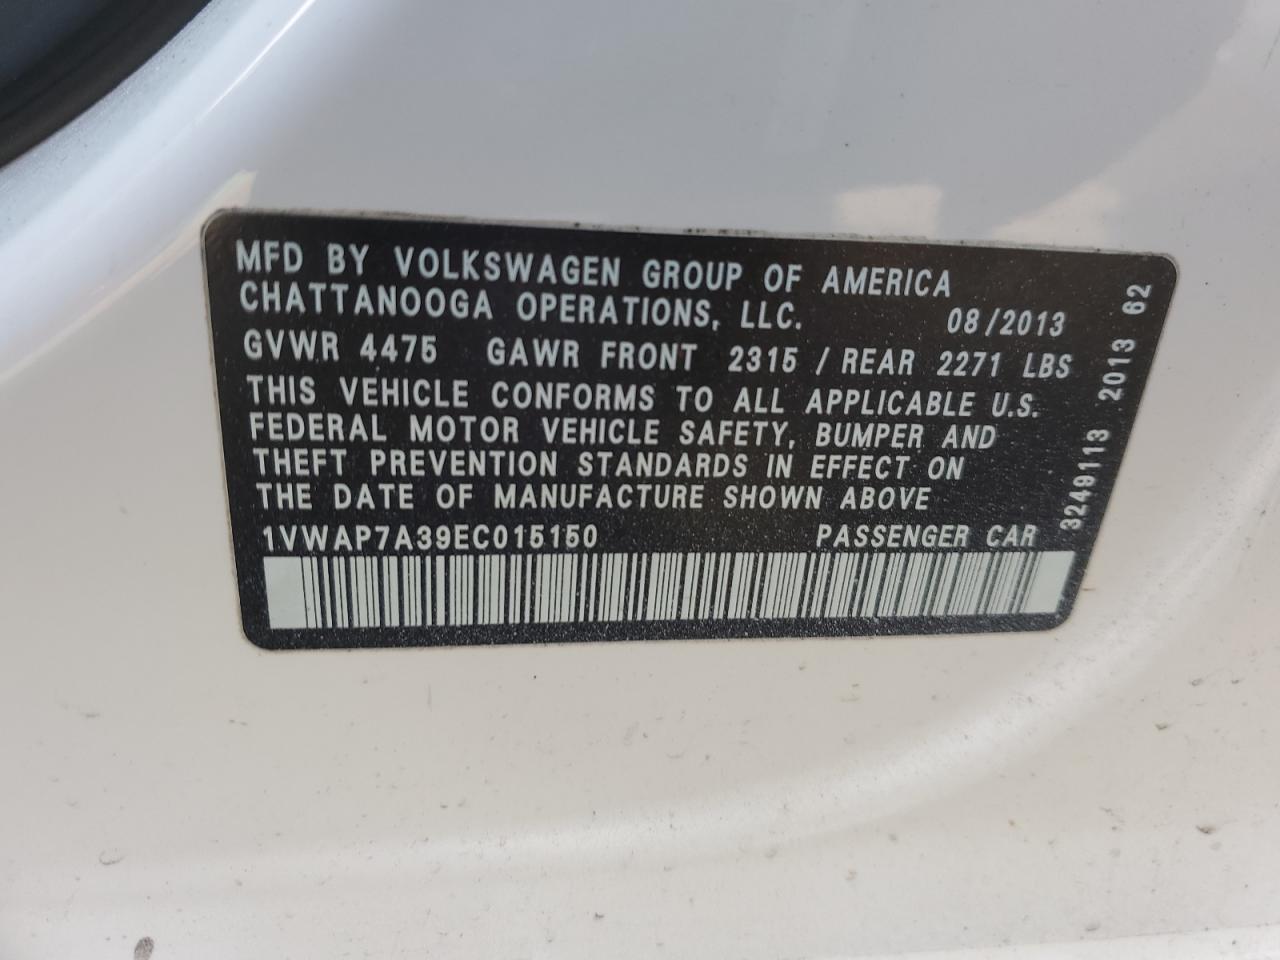 MFD BY VOLKSWAGEN GROUP OF AMERICA
CHATTANOOGA OPERATIONS, LLC. 08/2013
GVWR 4475 GAWR FRONT 2315 / REAR 2271 LBS
THIS VEHICLE CONFORMS TO ALL APPLICABLE U.S.
FEDERAL MOTOR VEHICLE SAFETY, BUMPER AND
THEFT PREVENTION STANDARDS IN EFFECT ON
THE DATE OF MANUFACTURE SHOWN ABOVE
1VWAP7A39EC015150 PASSENGER CAR
3249113 2013 62